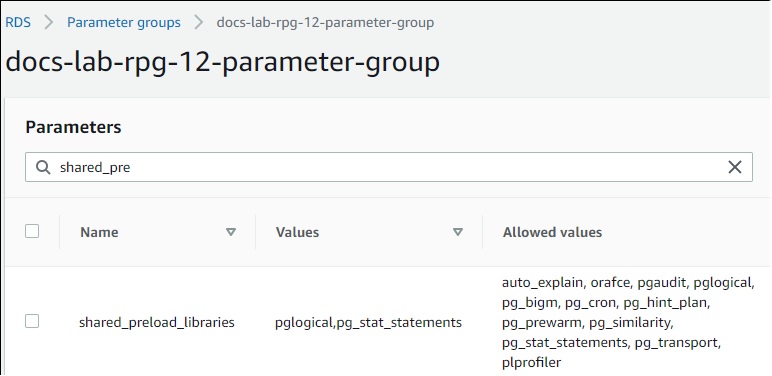 RDS > Parameter groups > docs-lab-rpg-12-parameter-group
docs-lab-rpg-12-parameter-group
Parameters
shared_pre
Name Values Allowed values
shared_preload_libraries pglogical,pg_stat_statements auto_explain, orafce, pgaudit, pglogical,
pg_bigm, pg_cron, pg_hint_plan,
pg_prewarm, pg_similarity,
pg_stat_statements, pg_transport,
plprofiler